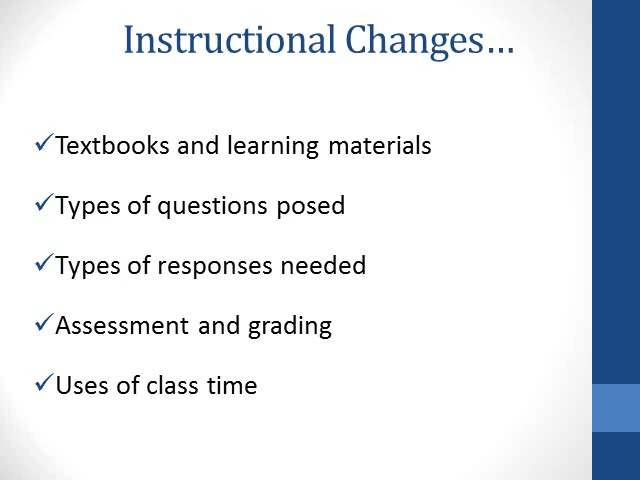 Instructional Changes…
✓Textbooks and learning materials
✓Types of questions posed
✓Types of responses needed
✓Assessment and grading
✓Uses of class time